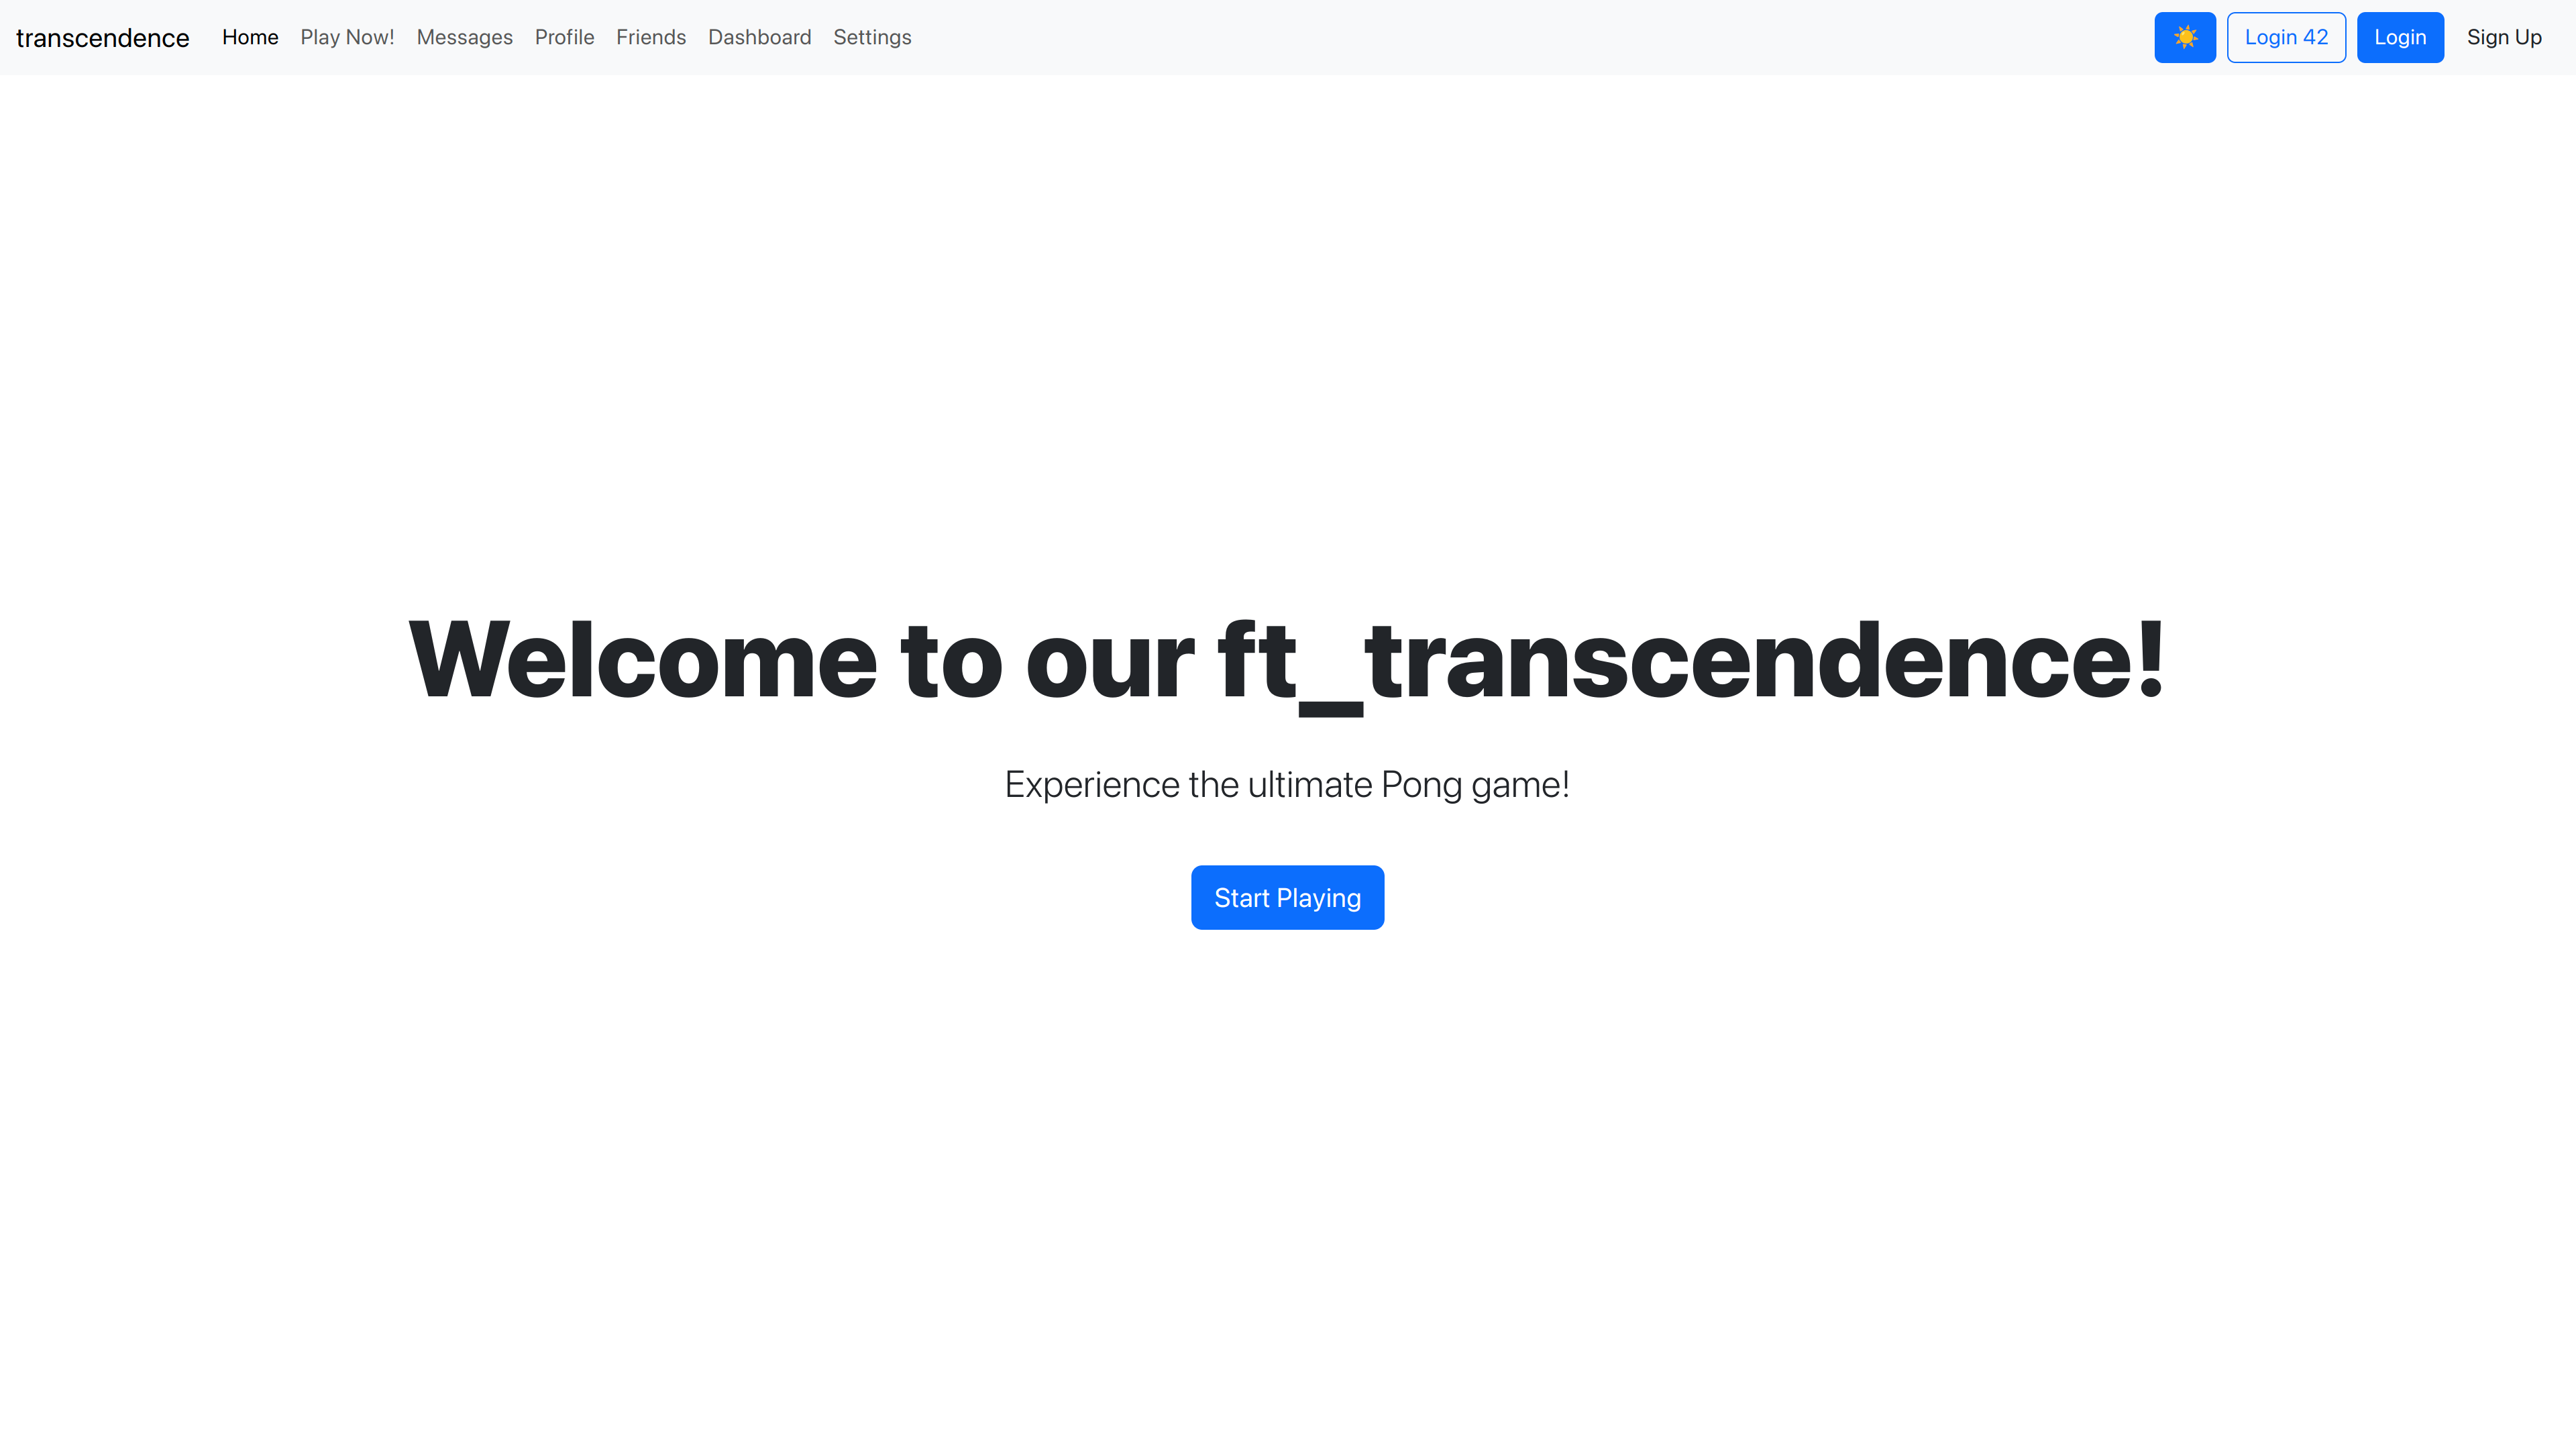 transcendence Home Play Now! Messages Profile Friends Dashboard Settings ☀️ Login 42 Login Sign Up
Welcome to our ft_transcendence!
Experience the ultimate Pong game!
Start Playing